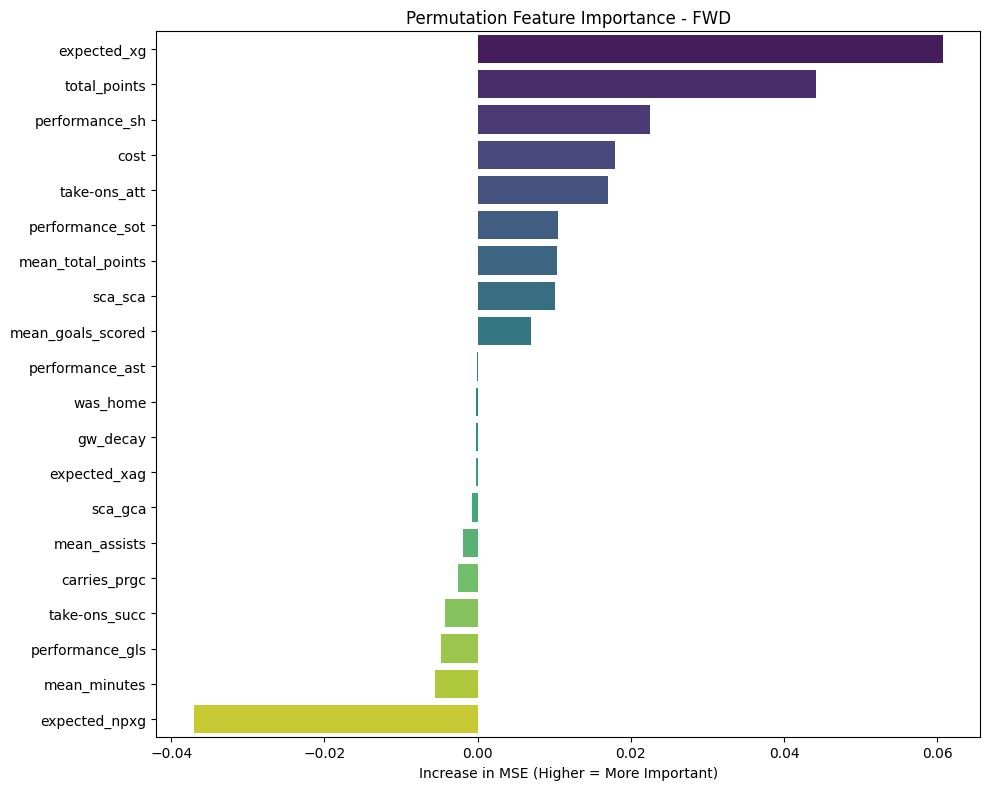 Permutation Feature Importance - FWD
expected_xg
total_points
performance_sh
cost
take-ons_att
performance_sot
mean_total_points
sca_sca
mean_goals_scored
performance_ast
was_home
gw_decay
expected_xag
sca_gca
mean_assists
carries_prgc
take-ons_succ
performance_gls
mean_minutes
expected_npxg
−0.04 −0.02 0.00 0.02 0.04 0.06
Increase in MSE (Higher = More Important)